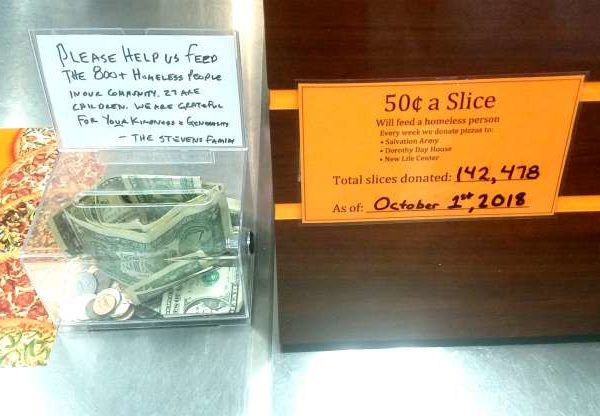 PLEASE HELP US FEED
THE 800+ HOMELESS PEOPLE
IN OUR COMMUNITY. 27 ARE
CHILDREN. WE ARE GRATEFUL
FOR YOUR KINDNESS & GENEROSITY
- THE STEVENS FAMILY
50¢ a Slice
Will feed a homeless person
Every week we donate pizzas to:
• Salvation Army
• Dorothy Day House
• New Life Center
Total slices donated: 142,478
As of: October 1st, 2018